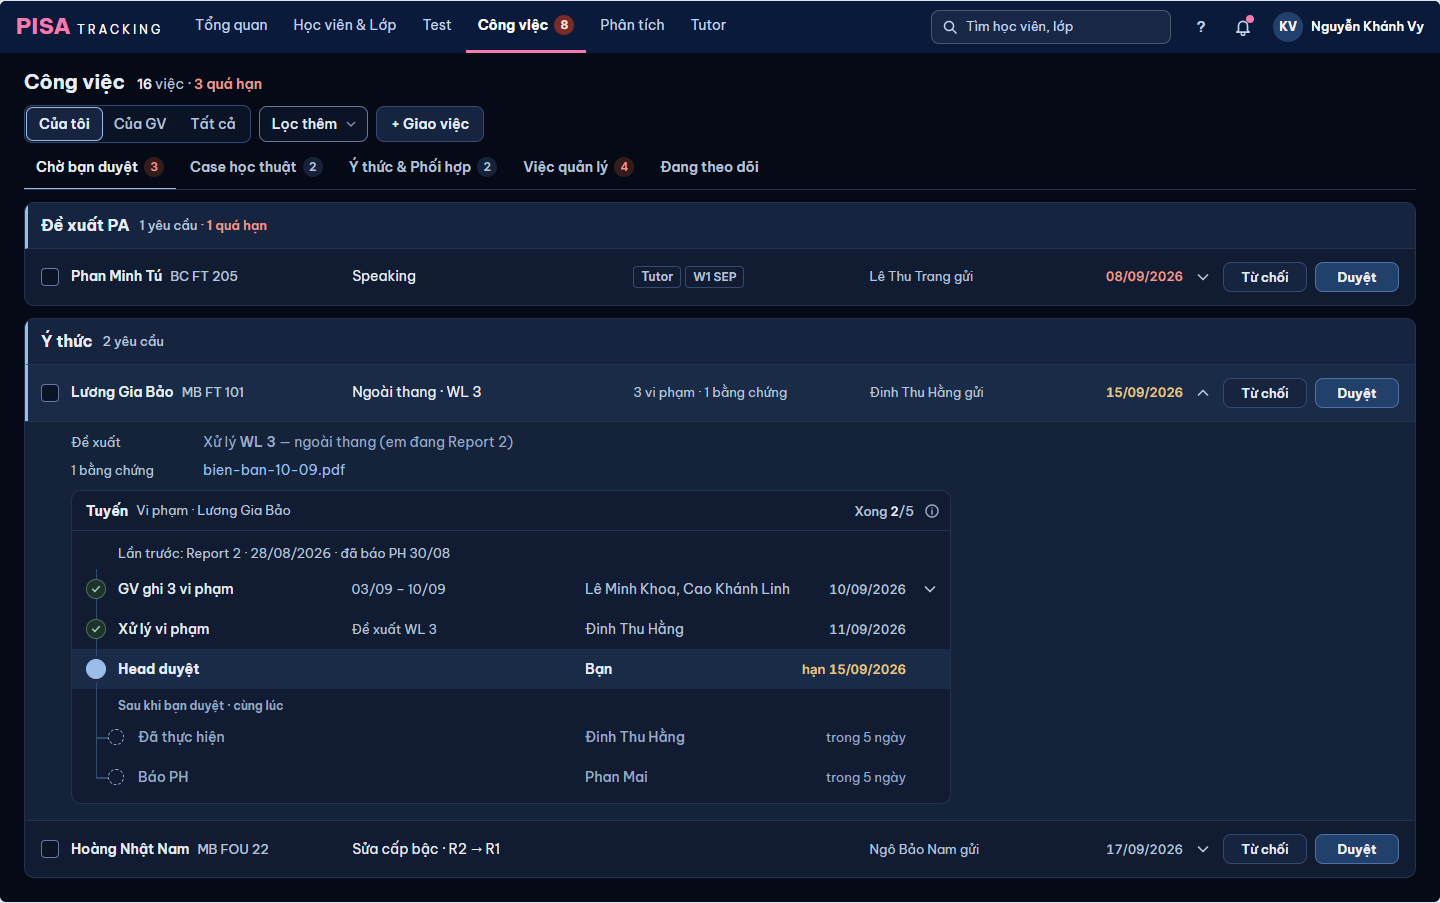 PISA TRACKING Tổng quan Học viên & Lớp Test Công việc 8 Phân tích Tutor Tìm học viên, lớp ? KV Nguyễn Khánh Vy
Công việc 16 việc · 3 quá hạn
Của tôi Của GV Tất cả Lọc thêm + Giao việc
Chờ bạn duyệt 3 Case học thuật 2 Ý thức & Phối hợp 2 Việc quản lý 4 Đang theo dõi
Đề xuất PA 1 yêu cầu · 1 quá hạn
Phan Minh Tú BC FT 205 Speaking Tutor W1 SEP Lê Thu Trang gửi 08/09/2026 Từ chối Duyệt
Ý thức 2 yêu cầu
Lương Gia Bảo MB FT 101 Ngoài thang · WL 3 3 vi phạm · 1 bằng chứng Đinh Thu Hằng gửi 15/09/2026 Từ chối Duyệt
Đề xuất Xử lý WL 3 — ngoài thang (em đang Report 2)
1 bằng chứng bien-ban-10-09.pdf
Tuyến Vi phạm · Lương Gia Bảo Xong 2/5
Lần trước: Report 2 · 28/08/2026 · đã báo PH 30/08
GV ghi 3 vi phạm 03/09 – 10/09 Lê Minh Khoa, Cao Khánh Linh 10/09/2026
Xử lý vi phạm Đề xuất WL 3 Đinh Thu Hằng 11/09/2026
Head duyệt Bạn hạn 15/09/2026
Sau khi bạn duyệt · cùng lúc
Đã thực hiện Đinh Thu Hằng trong 5 ngày
Báo PH Phan Mai trong 5 ngày
Hoàng Nhật Nam MB FOU 22 Sửa cấp bậc · R2 → R1 Ngô Bảo Nam gửi 17/09/2026 Từ chối Duyệt